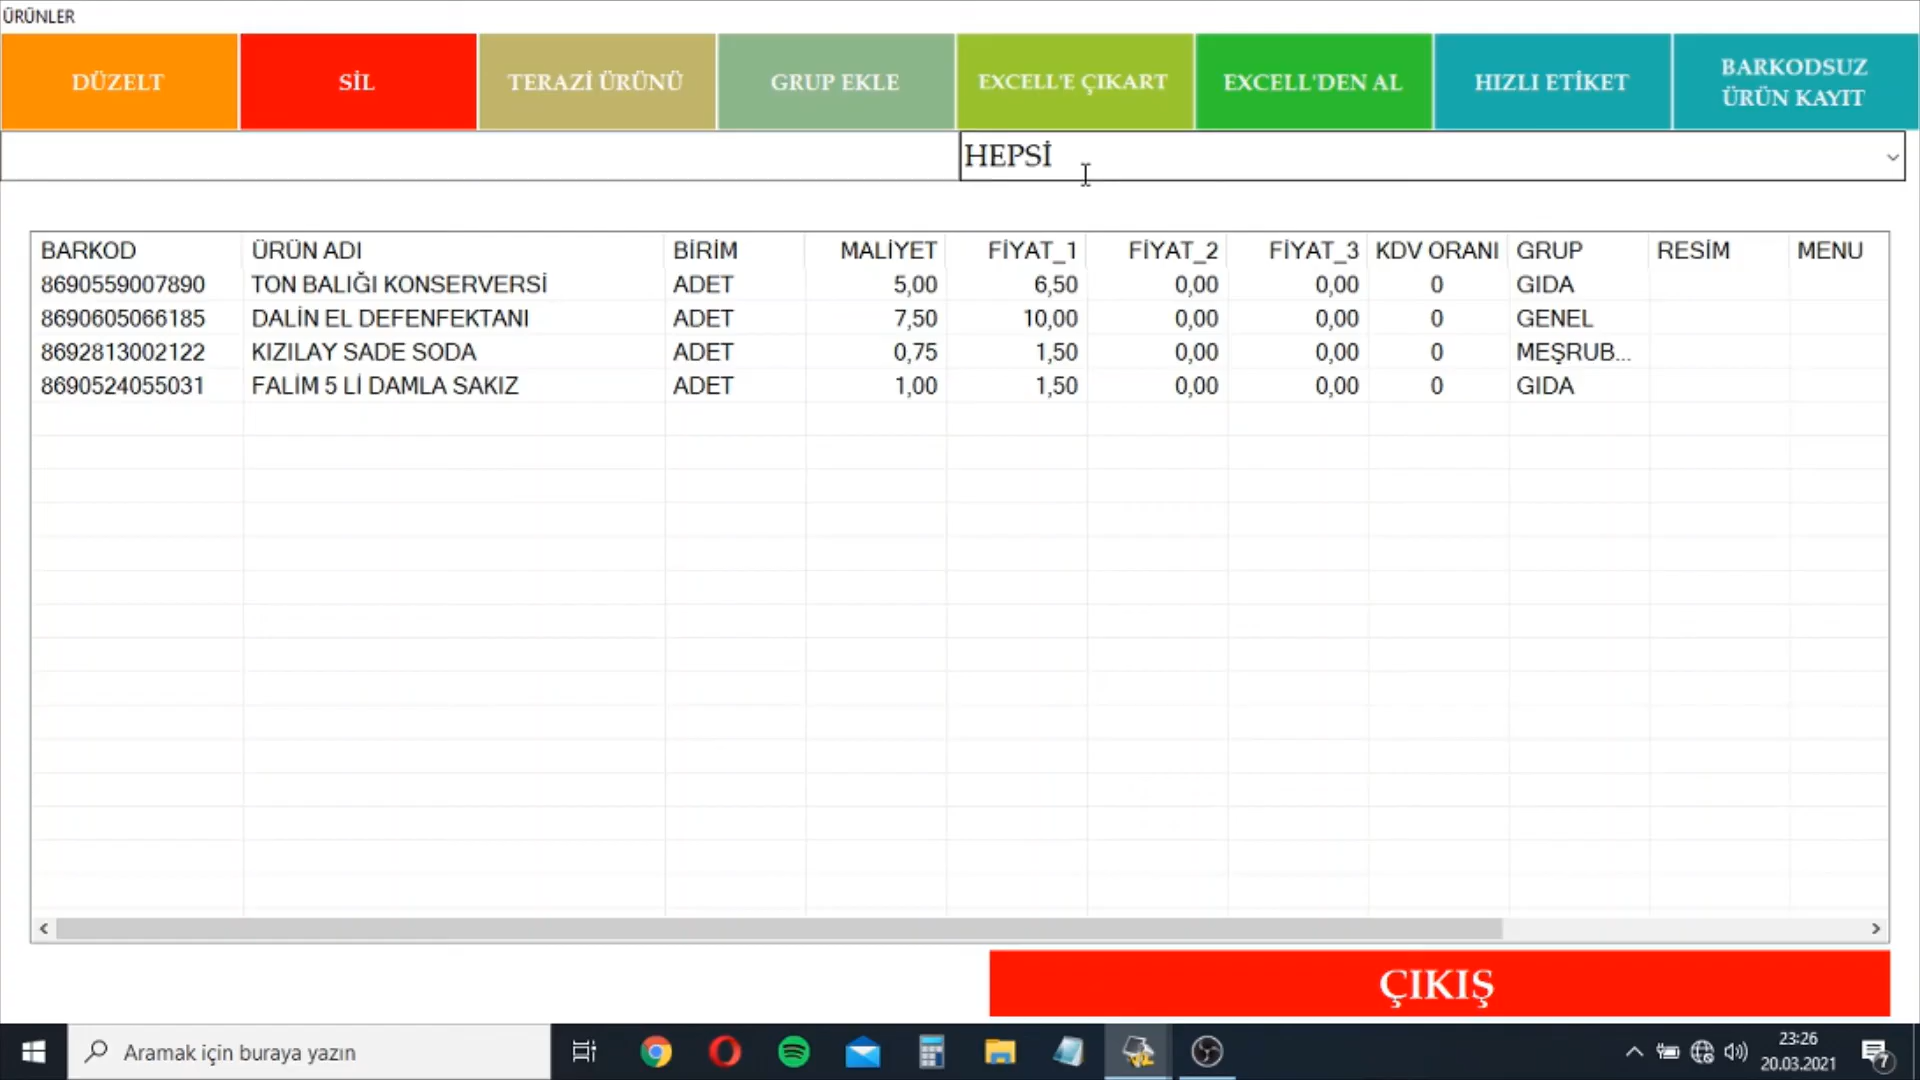 ÜRÜNLER
DÜZELT
SİL
TERAZİ ÜRÜNÜ
GRUP EKLE
EXCELL'E ÇIKART
EXCELL'DEN AL
HIZLI ETİKET
BARKODSUZ
ÜRÜN KAYIT
HEPSİ
BARKOD ÜRÜN ADI BİRİM MALİYET FİYAT_1 FİYAT_2 FİYAT_3 KDV ORANI GRUP RESİM MENU
8690559007890 TON BALIĞI KONSERVERSİ ADET 5,00 6,50 0,00 0,00 0 GIDA
8690605066185 DALİN EL DEFENFEKTANI ADET 7,50 10,00 0,00 0,00 0 GENEL
8692813002122 KIZILAY SADE SODA ADET 0,75 1,50 0,00 0,00 0 MEŞRUB...
8690524055031 FALİM 5 Lİ DAMLA SAKIZ ADET 1,00 1,50 0,00 0,00 0 GIDA
ÇIKIŞ
Aramak için buraya yazın
23:26
20.03.2021
7